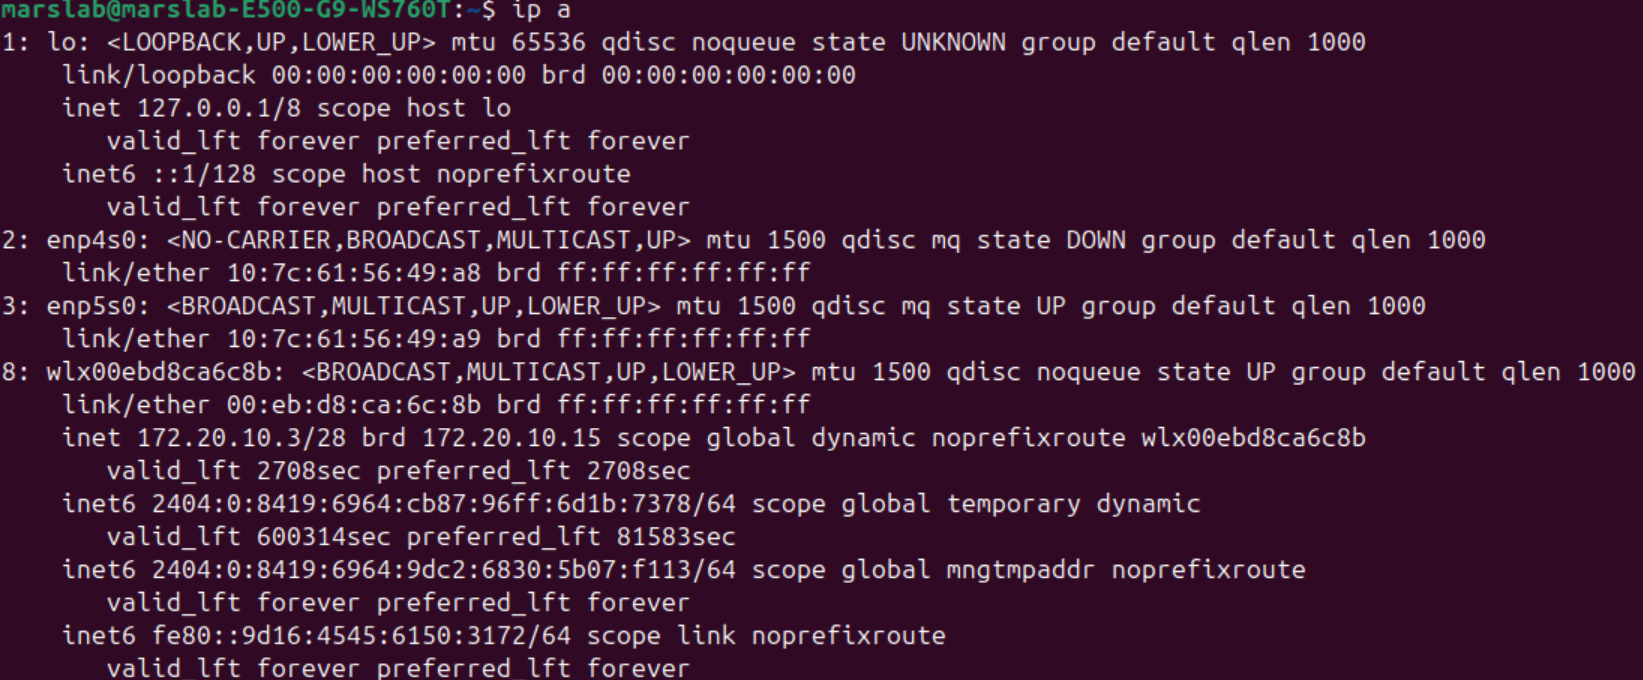 marslab@marslab-E500-G9-WS760T:~$ ip a
1: lo: <LOOPBACK,UP,LOWER_UP> mtu 65536 qdisc noqueue state UNKNOWN group default qlen 1000
    link/loopback 00:00:00:00:00:00 brd 00:00:00:00:00:00
    inet 127.0.0.1/8 scope host lo
       valid_lft forever preferred_lft forever
    inet6 ::1/128 scope host noprefixroute
       valid_lft forever preferred_lft forever
2: enp4s0: <NO-CARRIER,BROADCAST,MULTICAST,UP> mtu 1500 qdisc mq state DOWN group default qlen 1000
    link/ether 10:7c:61:56:49:a8 brd ff:ff:ff:ff:ff:ff
3: enp5s0: <BROADCAST,MULTICAST,UP,LOWER_UP> mtu 1500 qdisc mq state UP group default qlen 1000
    link/ether 10:7c:61:56:49:a9 brd ff:ff:ff:ff:ff:ff
8: wlx00ebd8ca6c8b: <BROADCAST,MULTICAST,UP,LOWER_UP> mtu 1500 qdisc noqueue state UP group default qlen 1000
    link/ether 00:eb:d8:ca:6c:8b brd ff:ff:ff:ff:ff:ff
    inet 172.20.10.3/28 brd 172.20.10.15 scope global dynamic noprefixroute wlx00ebd8ca6c8b
       valid_lft 2708sec preferred_lft 2708sec
    inet6 2404:0:8419:6964:cb87:96ff:6d1b:7378/64 scope global temporary dynamic
       valid_lft 600314sec preferred_lft 81583sec
    inet6 2404:0:8419:6964:9dc2:6830:5b07:f113/64 scope global mngtmpaddr noprefixroute
       valid_lft forever preferred_lft forever
    inet6 fe80::9d16:4545:6150:3172/64 scope link noprefixroute
       valid_lft forever preferred_lft forever